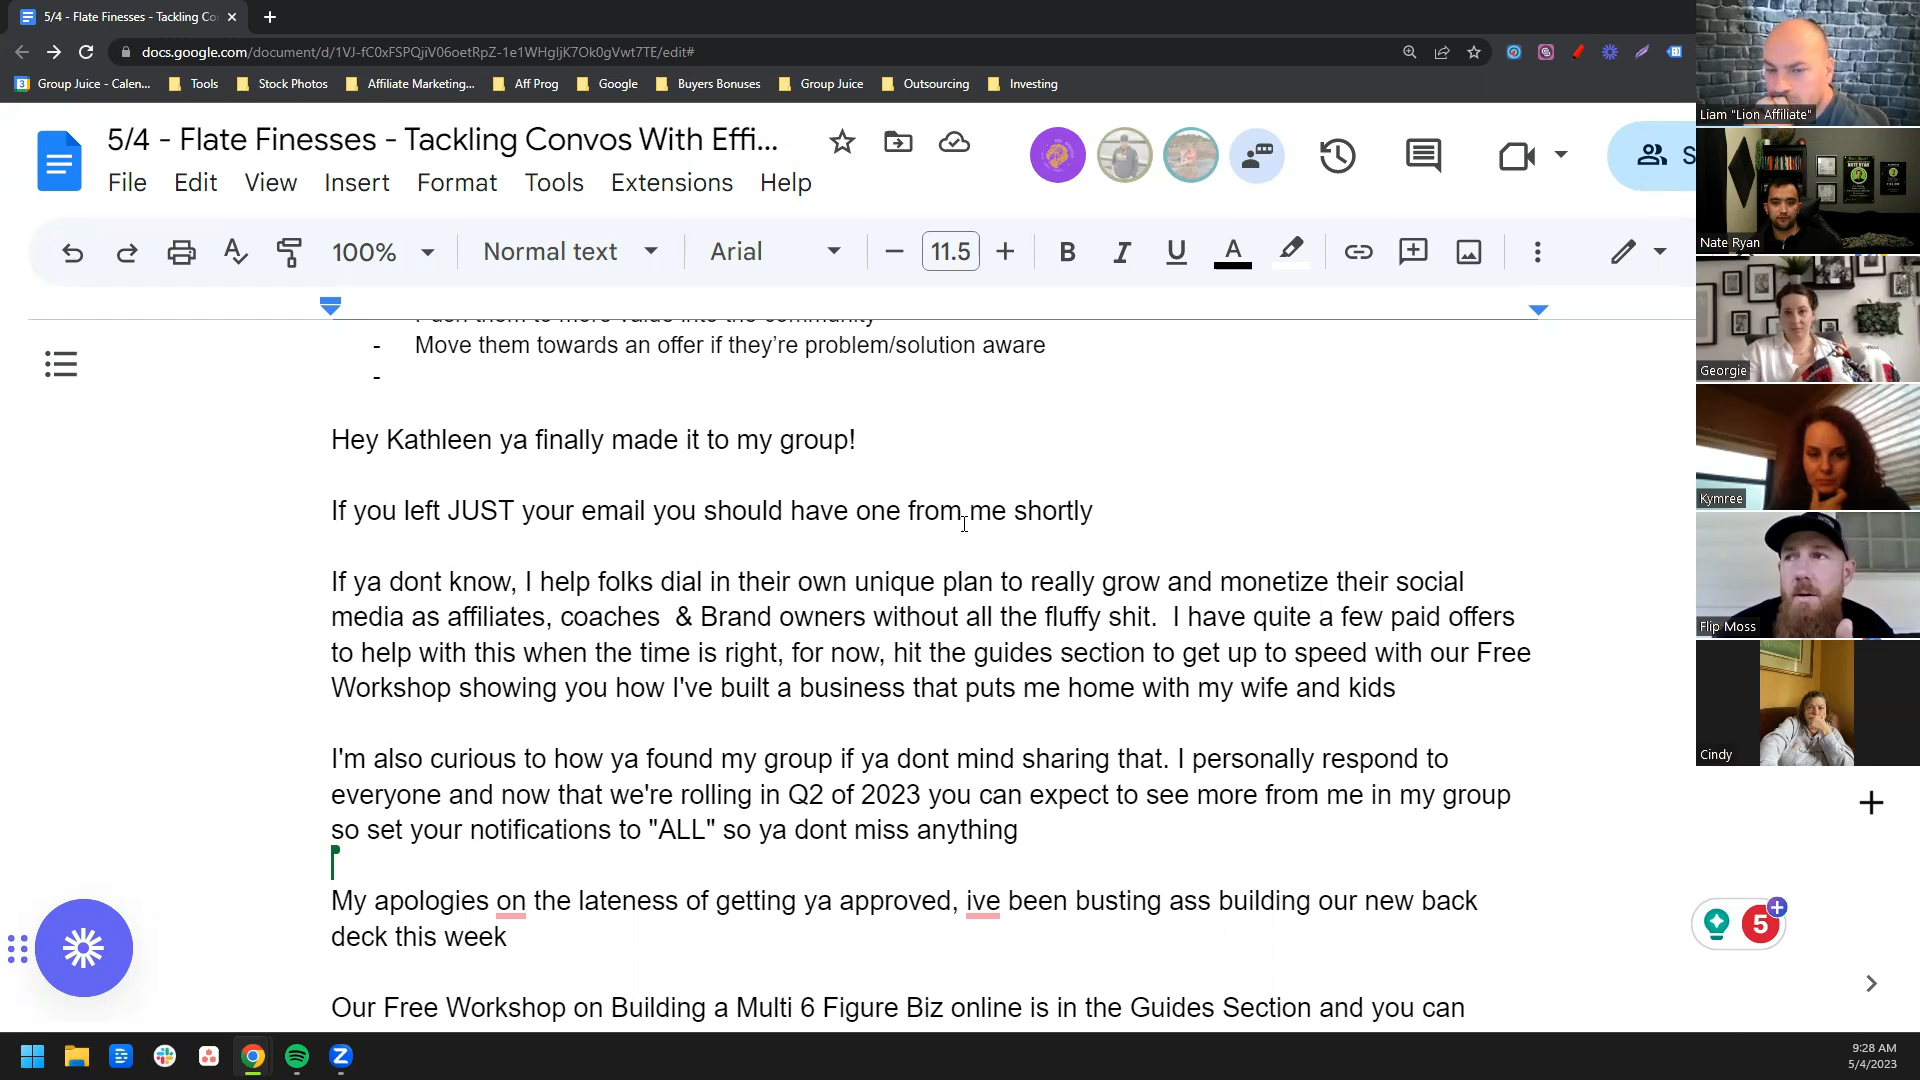 5/4 - Flate Finesses - Tackling Co
docs.google.com/document/d/1VJ-fC0xFSPQjiV06oetRpZ-1e1WHgIjK7Ok0gVwt7TE/edit#
Group Juice - Calen...
Tools
Stock Photos
Affiliate Marketing...
Aff Prog
Google
Buyers Bonuses
Group Juice
Outsourcing
Investing
5/4 - Flate Finesses - Tackling Convos With Effi...
File Edit View Insert Format Tools Extensions Help
S
100%
Normal text
Arial
11.5
B I U A
Push them to more value into the community
- Move them towards an offer if they're problem/solution aware
-
Hey Kathleen ya finally made it to my group!
If you left JUST your email you should have one from me shortly
If ya dont know, I help folks dial in their own unique plan to really grow and monetize their social
media as affiliates, coaches & Brand owners without all the fluffy shit. I have quite a few paid offers
to help with this when the time is right, for now, hit the guides section to get up to speed with our Free
Workshop showing you how I've built a business that puts me home with my wife and kids
I'm also curious to how ya found my group if ya dont mind sharing that. I personally respond to
everyone and now that we're rolling in Q2 of 2023 you can expect to see more from me in my group
so set your notifications to "ALL" so ya dont miss anything
My apologies on the lateness of getting ya approved, ive been busting ass building our new back
deck this week
Our Free Workshop on Building a Multi 6 Figure Biz online is in the Guides Section and you can
Liam "Lion Affiliate"
Nate Ryan
Georgie
Kymree
Flip Moss
Cindy
5
9:28 AM
5/4/2023